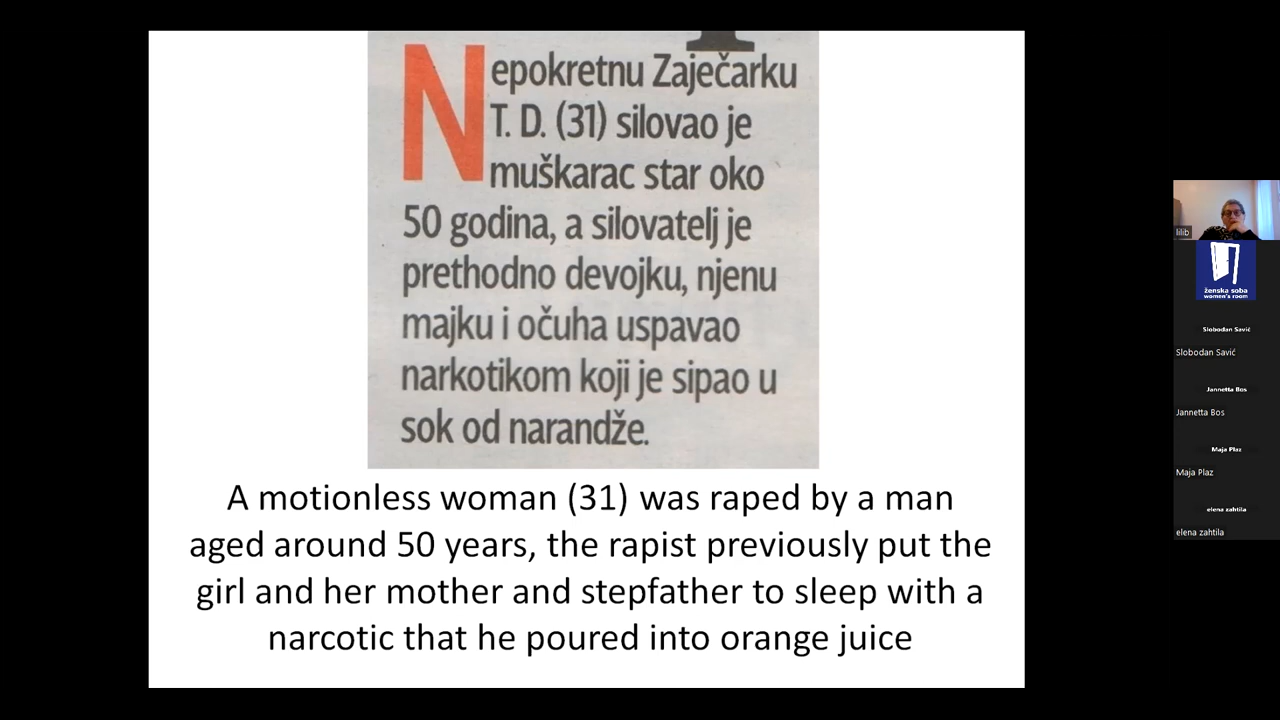 Nepokretnu Zaječarku
T. D. (31) silovao je
muškarac star oko
50 godina, a silovatelj je
prethodno devojku, njenu
majku i očuha uspavao
narkotikom koji je sipao u
sok od narandže.
A motionless woman (31) was raped by a man
aged around 50 years, the rapist previously put the
girl and her mother and stepfather to sleep with a
narcotic that he poured into orange juice
lilib
ženska soba
women's room
Slobodan Savić
Slobodan Savić
Jannetta Bos
Jannetta Bos
Maja Plaz
Maja Plaz
elena zahtila
elena zahtila